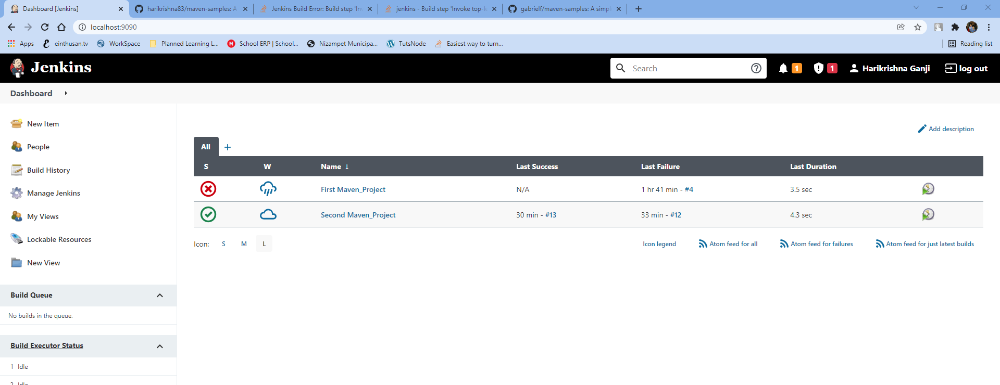 Dashboard [Jenkins]
harikrishna83/maven-samples: A
Jenkins Build Error: Build step 'In
jenkins - Build step 'Invoke top-l
gabrielf/maven-samples: A simp
localhost:9090
Apps
einthusan.tv
WorkSpace
Planned Learning L...
School ERP | School...
Nizampet Municipa...
TutsNode
Easiest way to turn...
Reading list
Jenkins
Search
1
1
Harikrishna Ganji
log out
Dashboard
New Item
People
Build History
Manage Jenkins
My Views
Lockable Resources
New View
Build Queue
No builds in the queue.
Build Executor Status
1 Idle
2 Idle
Add description
All +
S W Name ↓ Last Success Last Failure Last Duration
First Maven_Project N/A 1 hr 41 min - #4 3.5 sec
Second Maven_Project 30 min - #13 33 min - #12 4.3 sec
Icon: S M L
Icon legend
Atom feed for all
Atom feed for failures
Atom feed for just latest builds